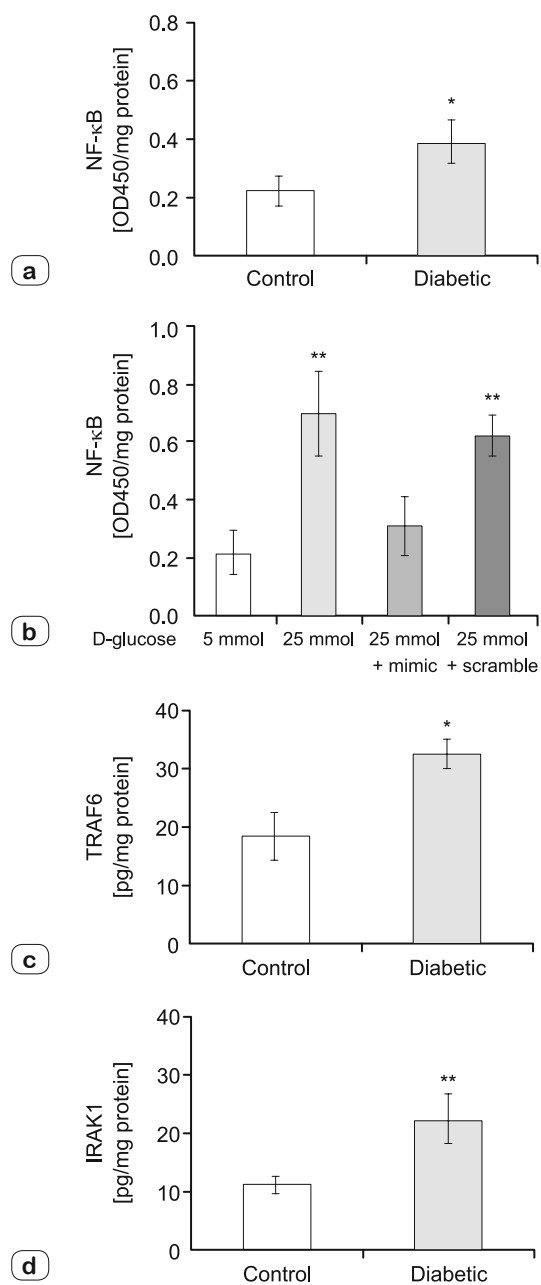 0.8
0.6
0.4
0.2
0.0
NF-κB
[OD450/mg protein]
*
Control Diabetic
a
1.0
0.8
0.6
0.4
0.2
0.0
NF-κB
[OD450/mg protein]
** **
D-glucose 5 mmol 25 mmol 25 mmol 25 mmol
+ mimic + scramble
b
40
30
20
10
0
TRAF6
[pg/mg protein]
*
Control Diabetic
c
40
30
20
10
0
IRAK1
[pg/mg protein]
**
Control Diabetic
d